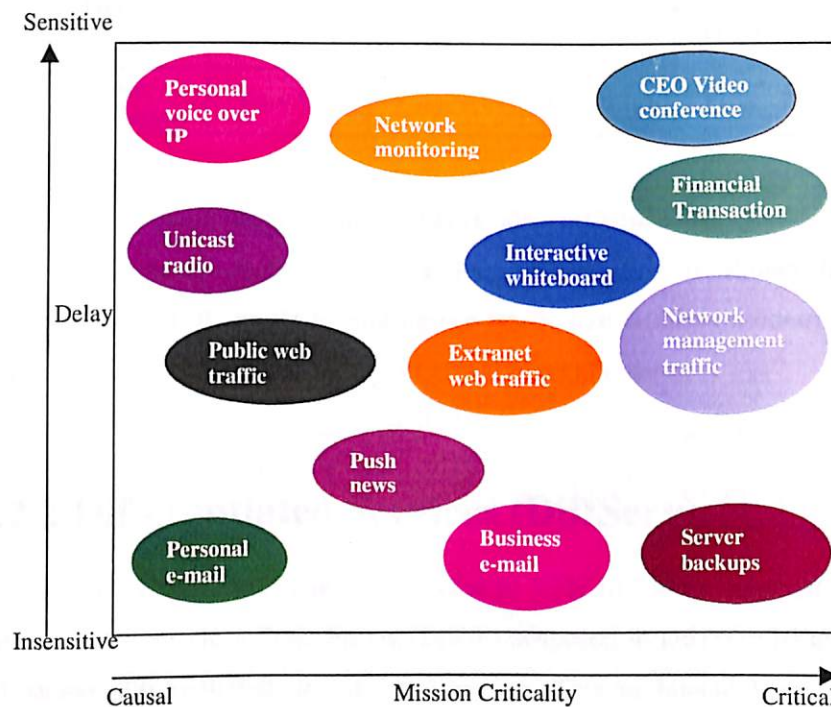 Sensitive
Personal
voice over
IP
Network
monitoring
CEO Video
conference
Financial
Transaction
Unicast
radio
Interactive
whiteboard
Delay
Public web
traffic
Extranet
web traffic
Network
management
traffic
Push
news
Personal
e-mail
Business
e-mail
Server
backups
Insensitive
Causal
Mission Criticality
Critical